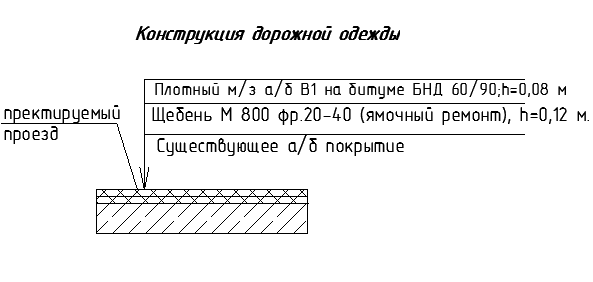 Конструкция дорожной одежды
Плотный м/з а/б В1 на битуме БНД 60/90;h=0,08 м
Щебень М 800 фр.20-40 (ямочный ремонт), h=0,12 м.
Существующее а/б покрытие
пректируемый
проезд